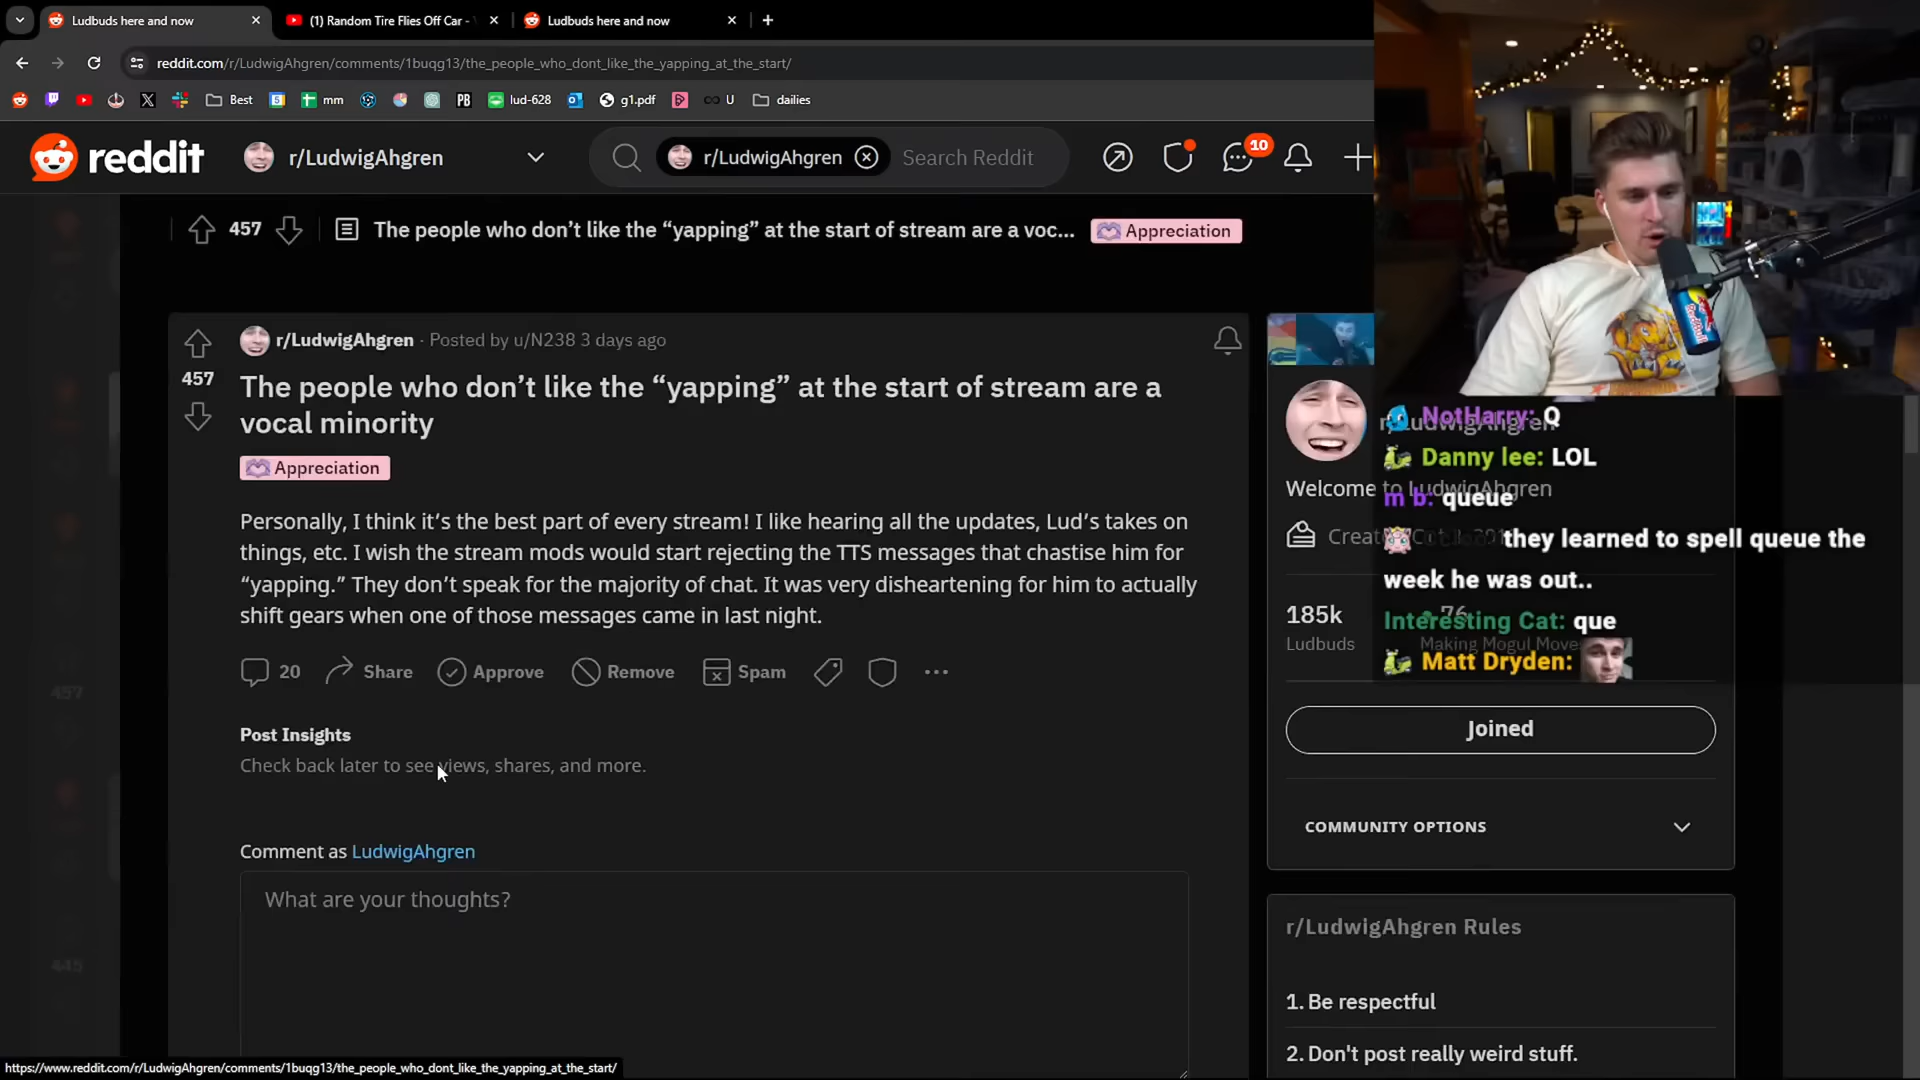 Ludbuds here and now
(1) Random Tire Flies Off Car -
Ludbuds here and now
reddit.com/r/LudwigAhgren/comments/1buqg13/the_people_who_dont_like_the_yapping_at_the_start/
Best
mm
PB
lud-628
g1.pdf
U
dailies
reddit
r/LudwigAhgren
r/LudwigAhgren
Search Reddit
10
457
The people who don’t like the “yapping” at the start of stream are a voc...
Appreciation
r/LudwigAhgren · Posted by u/N238 3 days ago
457
The people who don’t like the “yapping” at the start of stream are a
vocal minority
Appreciation
Personally, I think it’s the best part of every stream! I like hearing all the updates, Lud’s takes on
things, etc. I wish the stream mods would start rejecting the TTS messages that chastise him for
“yapping.” They don’t speak for the majority of chat. It was very disheartening for him to actually
shift gears when one of those messages came in last night.
20
Share
Approve
Remove
Spam
Post Insights
Check back later to see views, shares, and more.
Comment as LudwigAhgren
What are your thoughts?
457
445
NotHarry: Q
r/LudwigAhgren
Danny lee: LOL
Welcome to LudwigAhgren
m b: queue
they learned to spell queue the
week he was out..
185k
76
Interesting Cat: que
Ludbuds
Making Mogul Moves
Matt Dryden:
Joined
COMMUNITY OPTIONS
r/LudwigAhgren Rules
1. Be respectful
2. Don't post really weird stuff.
https://www.reddit.com/r/LudwigAhgren/comments/1buqg13/the_people_who_dont_like_the_yapping_at_the_start/